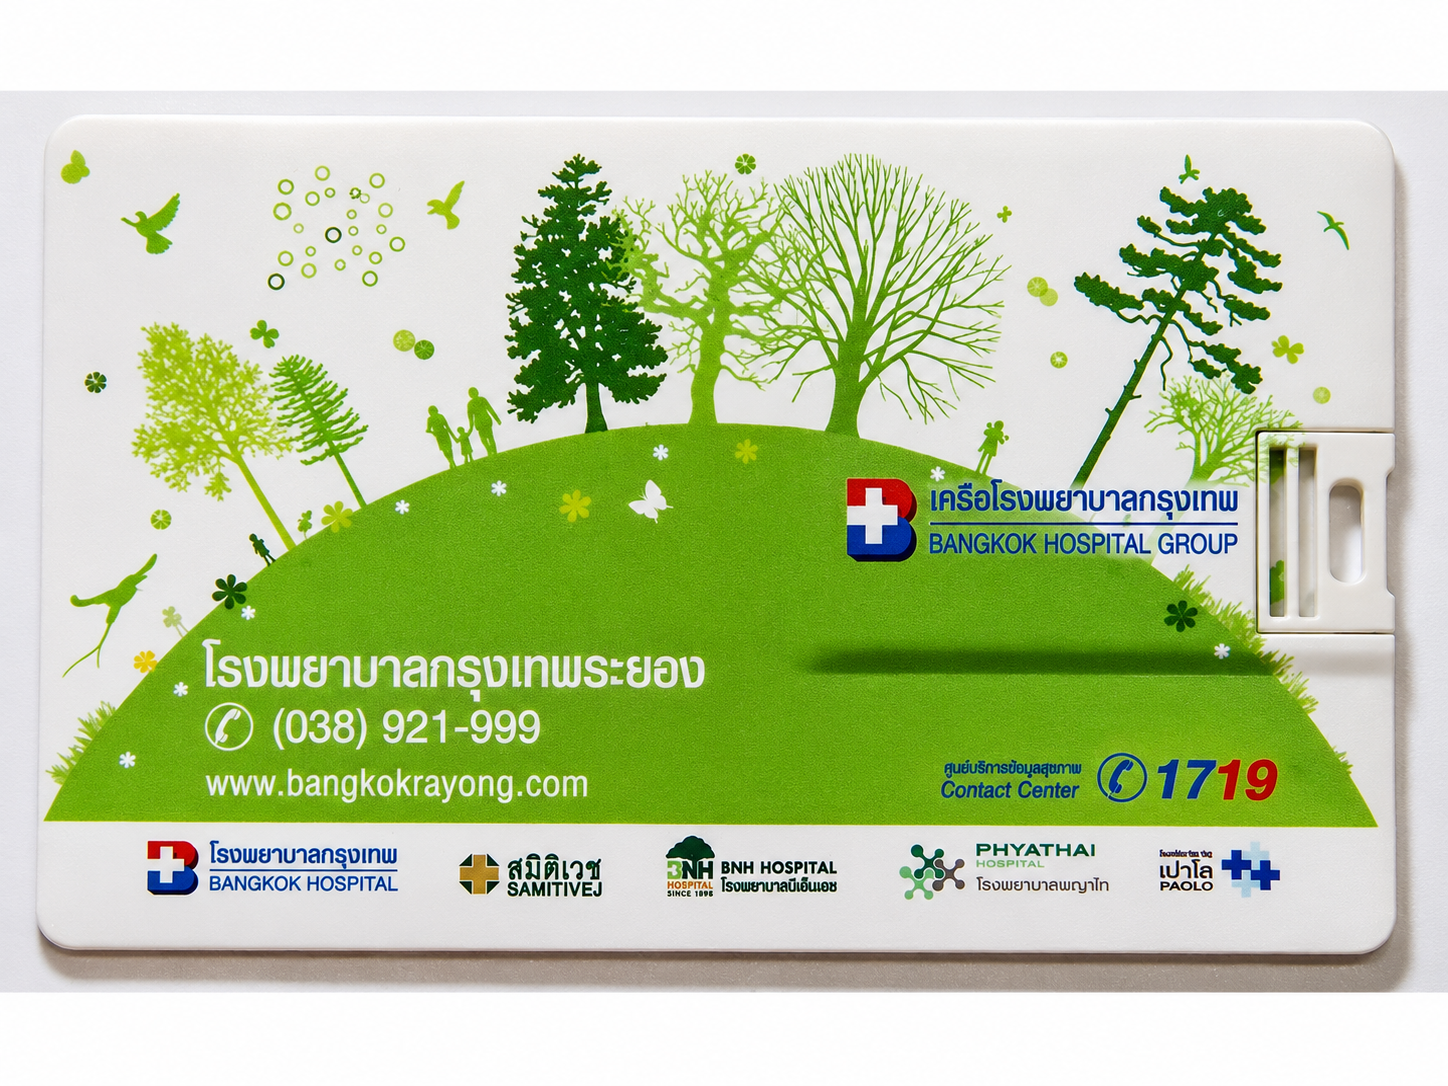 เครือโรงพยาบาลกรุงเทพ
BANGKOK HOSPITAL GROUP
โรงพยาบาลกรุงเทพระยอง
(038) 921-999
www.bangkokrayong.com
ศูนย์บริการข้อมูลสุขภาพ
Contact Center
1719
โรงพยาบาลกรุงเทพ
BANGKOK HOSPITAL
สมิติเวช
SAMITIVEJ
BNH
HOSPITAL
SINCE 1898
BNH HOSPITAL
โรงพยาบาลบีเอ็นเอช
PHYATHAI
HOSPITAL
โรงพยาบาลพญาไท
เปาโล
PAOLO